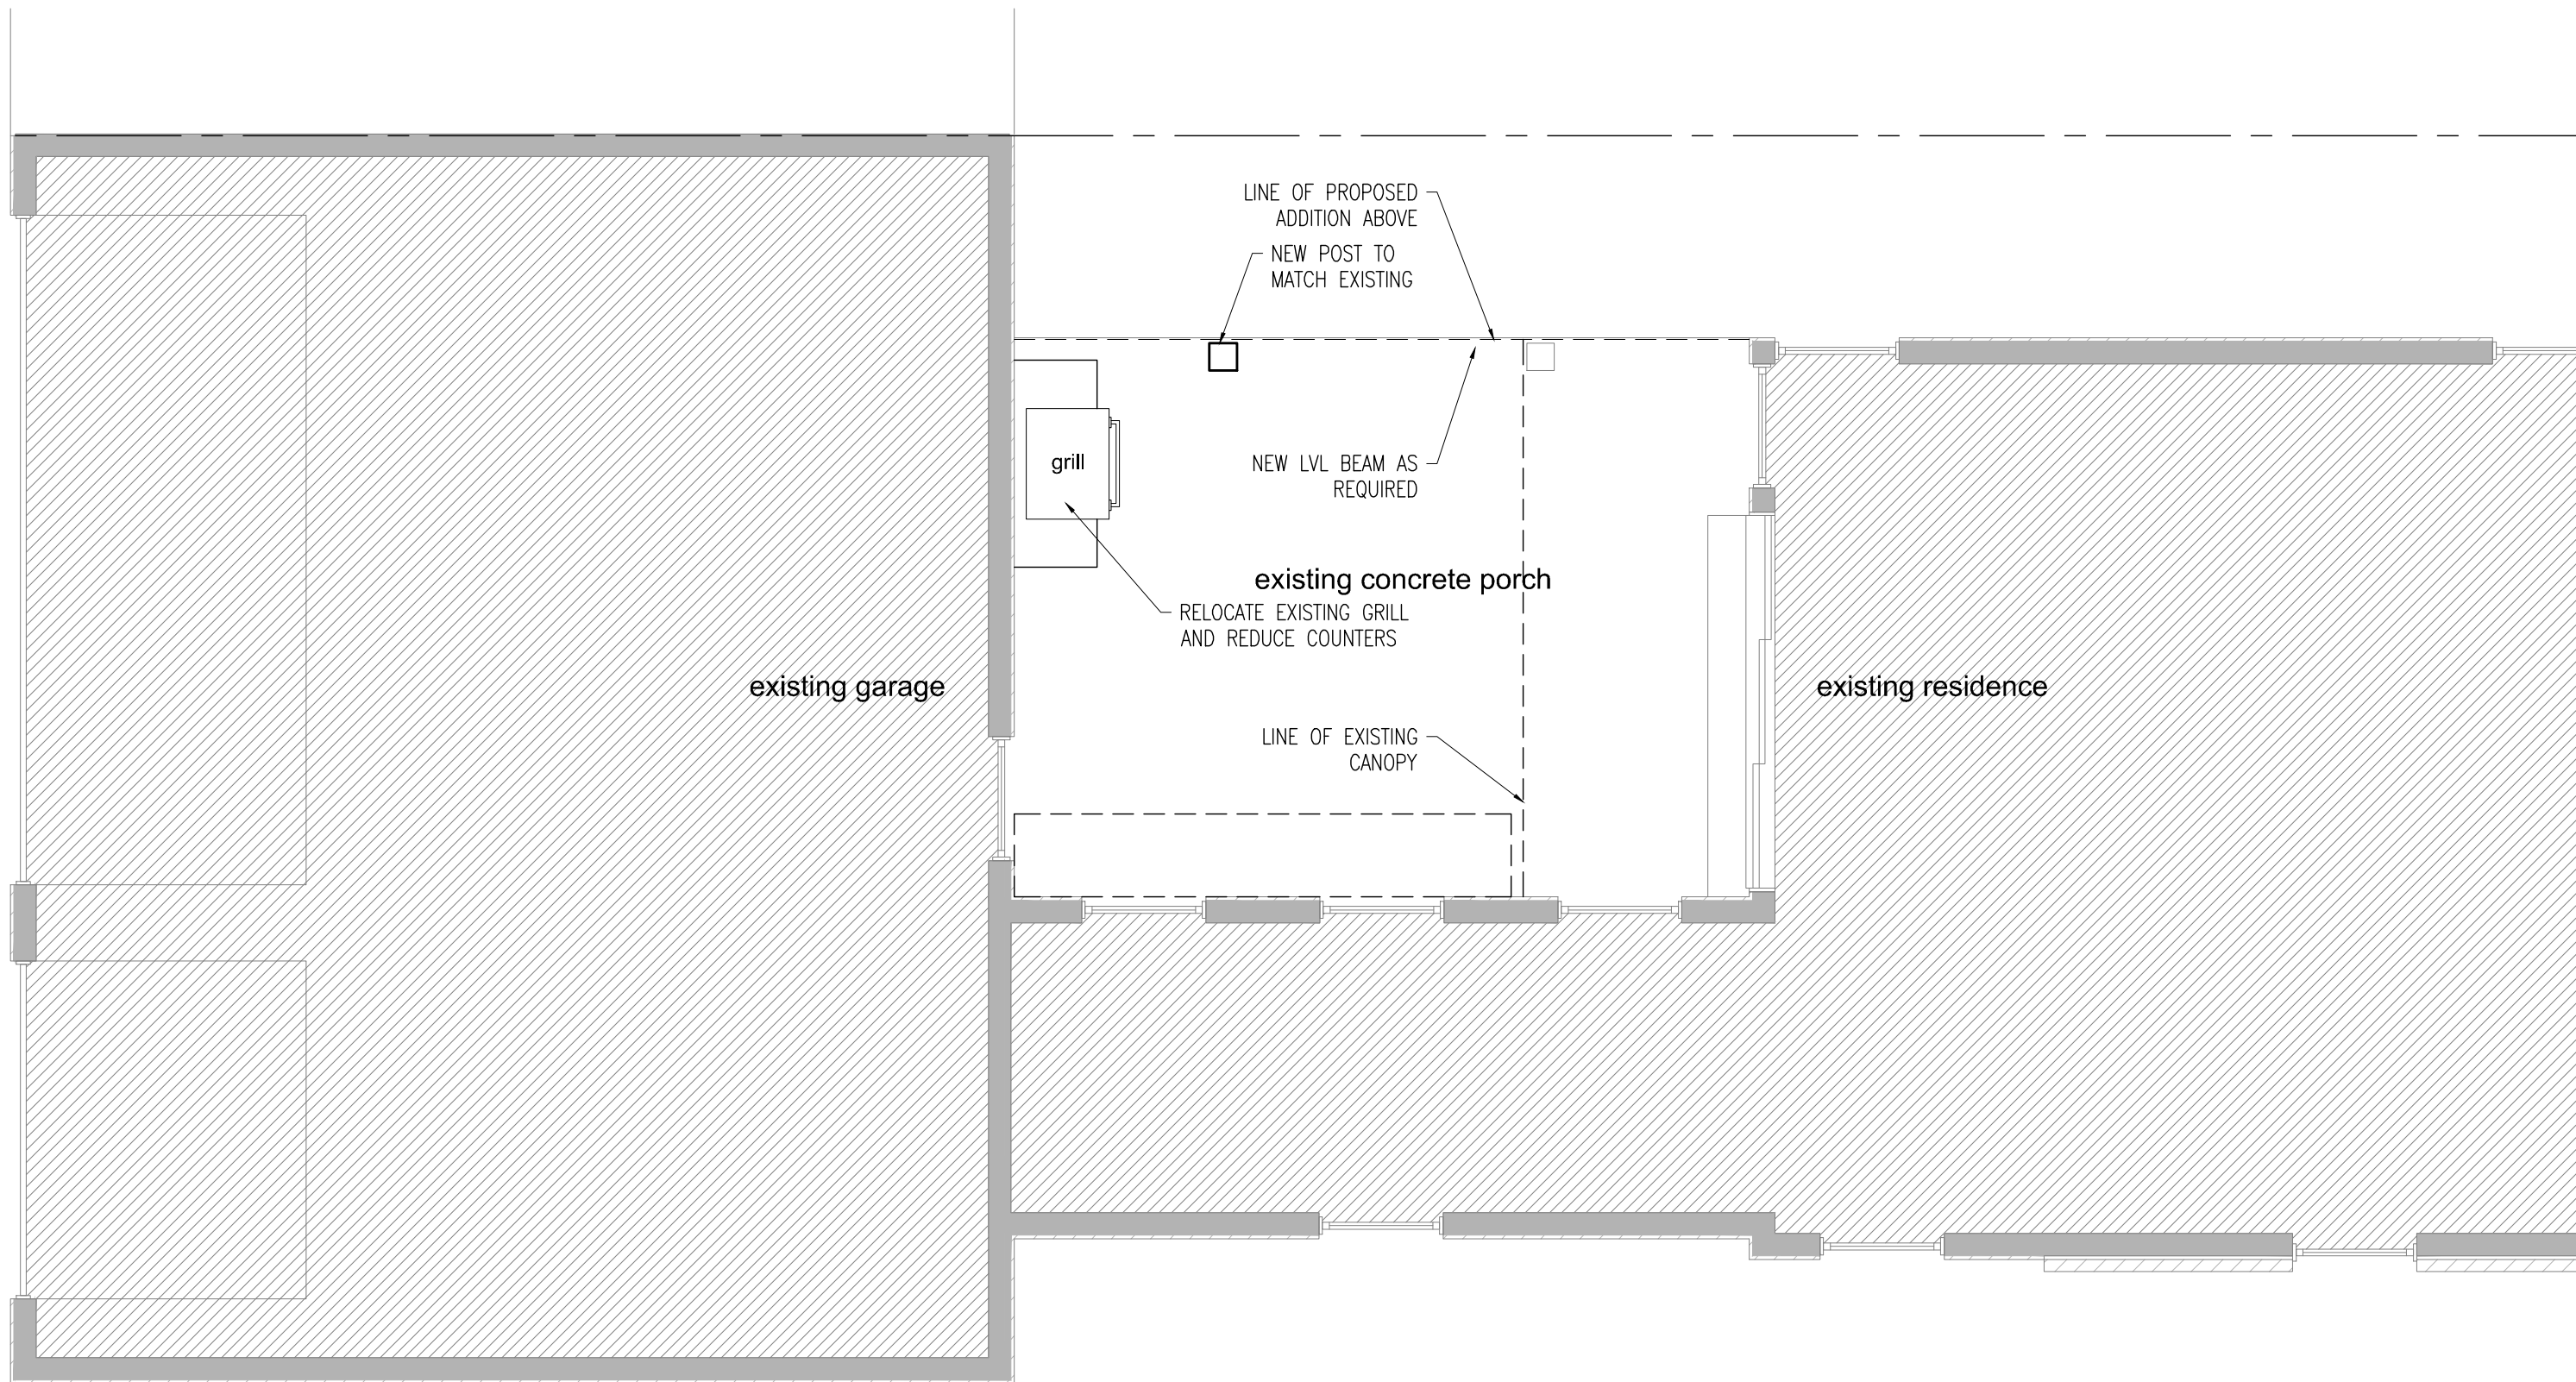 LINE OF PROPOSED
ADDITION ABOVE
NEW POST TO
MATCH EXISTING
grill
NEW LVL BEAM AS
REQUIRED
existing concrete porch
RELOCATE EXISTING GRILL
AND REDUCE COUNTERS
existing garage
existing residence
LINE OF EXISTING
CANOPY